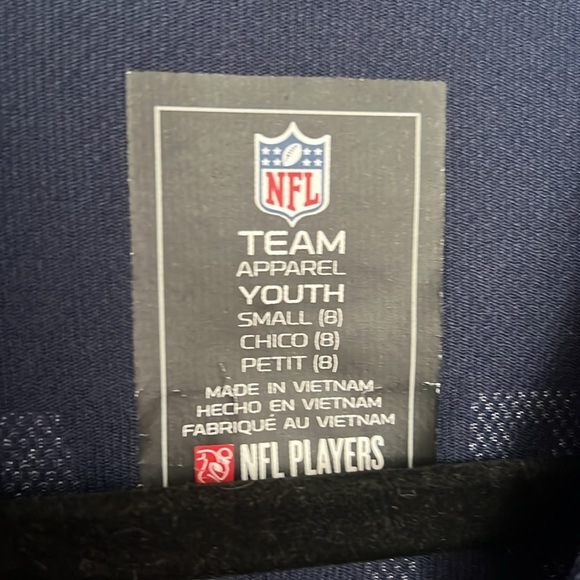 NFL
TEAM
APPAREL
YOUTH
SMALL (8)
CHICO (8)
PETIT (8)
MADE IN VIETNAM
HECHO EN VIETNAM
FABRIQUÉ AU VIETNAM
NFL PLAYERS